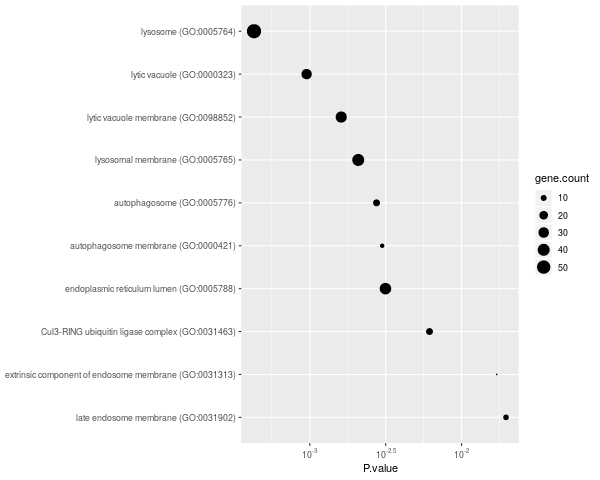 lysosome (GO:0005764)
lytic vacuole (GO:0000323)
lytic vacuole membrane (GO:0098852)
lysosomal membrane (GO:0005765)
autophagosome (GO:0005776)
autophagosome membrane (GO:0000421)
endoplasmic reticulum lumen (GO:0005788)
Cul3-RING ubiquitin ligase complex (GO:0031463)
extrinsic component of endosome membrane (GO:0031313)
late endosome membrane (GO:0031902)
10⁻³ 10⁻²·⁵ 10⁻²
P.value
gene.count
10
20
30
40
50